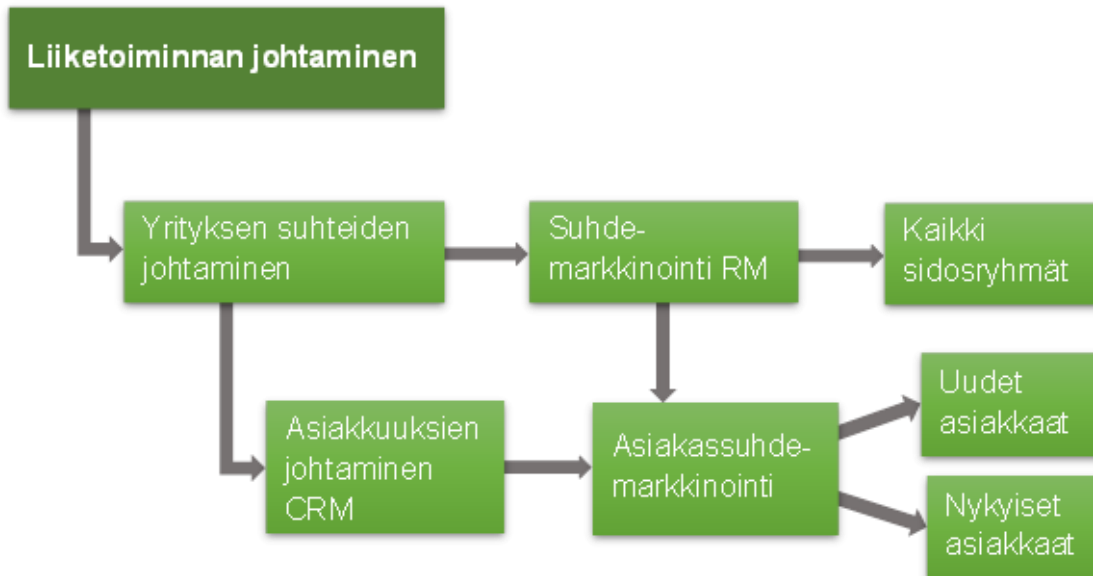 Liiketoiminnan johtaminen
Yrityksen suhteiden
johtaminen
Suhde-
markkinointi RM
Kaikki
sidosryhmät
Asiakkuuksien
johtaminen
CRM
Asiakassuhde-
markkinointi
Uudet
asiakkaat
Nykyiset
asiakkaat